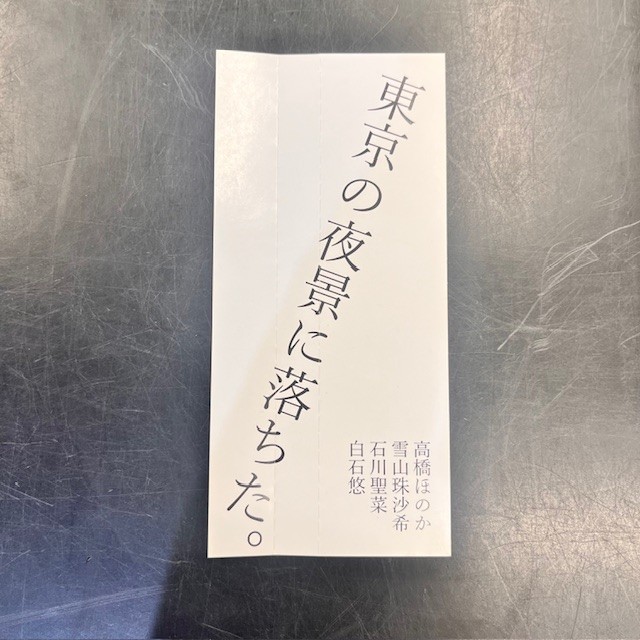 東京の夜景に落ちた。
高橋ほのか
雪山珠沙希
石川聖菜
白石悠